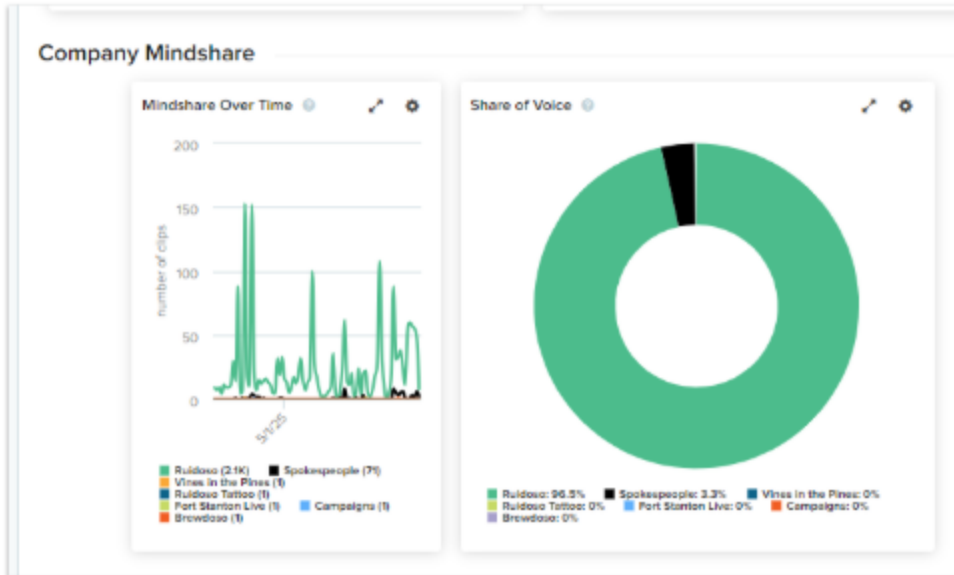 Company Mindshare
Mindshare Over Time
number of clips
200
150
100
50
0
5/1/25
Ruidoso (2.1K) Spokespeople (71)
Vines in the Pines (1)
Ruidoso Tattoo (1)
Fort Stanton Live (1) Campaigns (1)
Brewdoso (1)
Share of Voice
Ruidoso: 96.5% Spokespeople: 3.3% Vines in the Pines: 0%
Ruidoso Tattoo: 0% Fort Stanton Live: 0% Campaigns: 0%
Brewdoso: 0%